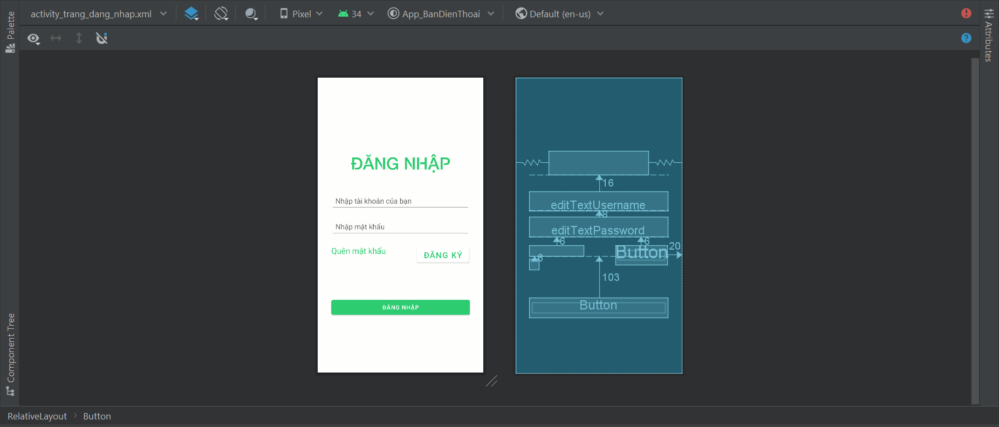 activity_trang_dang_nhap.xml Pixel 34 App_BanDienThoai Default (en-us)
Palette
Attributes
ĐĂNG NHẬP
Nhập tài khoản của bạn
Nhập mật khẩu
Quên mật khẩu ĐĂNG KÝ
ĐĂNG NHẬP
16
editTextUsername
8
editTextPassword
6 6
Button 20
6
103
Button
Component Tree
RelativeLayout Button